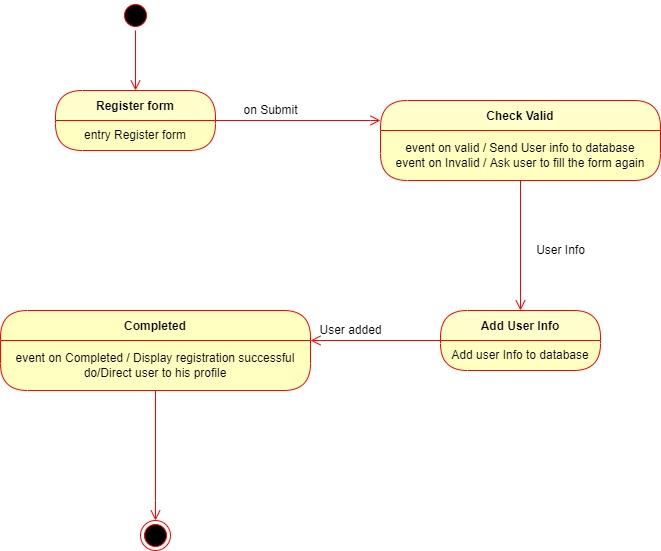 Register form
entry Register form
on Submit
Check Valid
event on valid / Send User info to database
event on Invalid / Ask user to fill the form again
User Info
Add User Info
Add user Info to database
User added
Completed
event on Completed / Display registration successful
do/Direct user to his profile